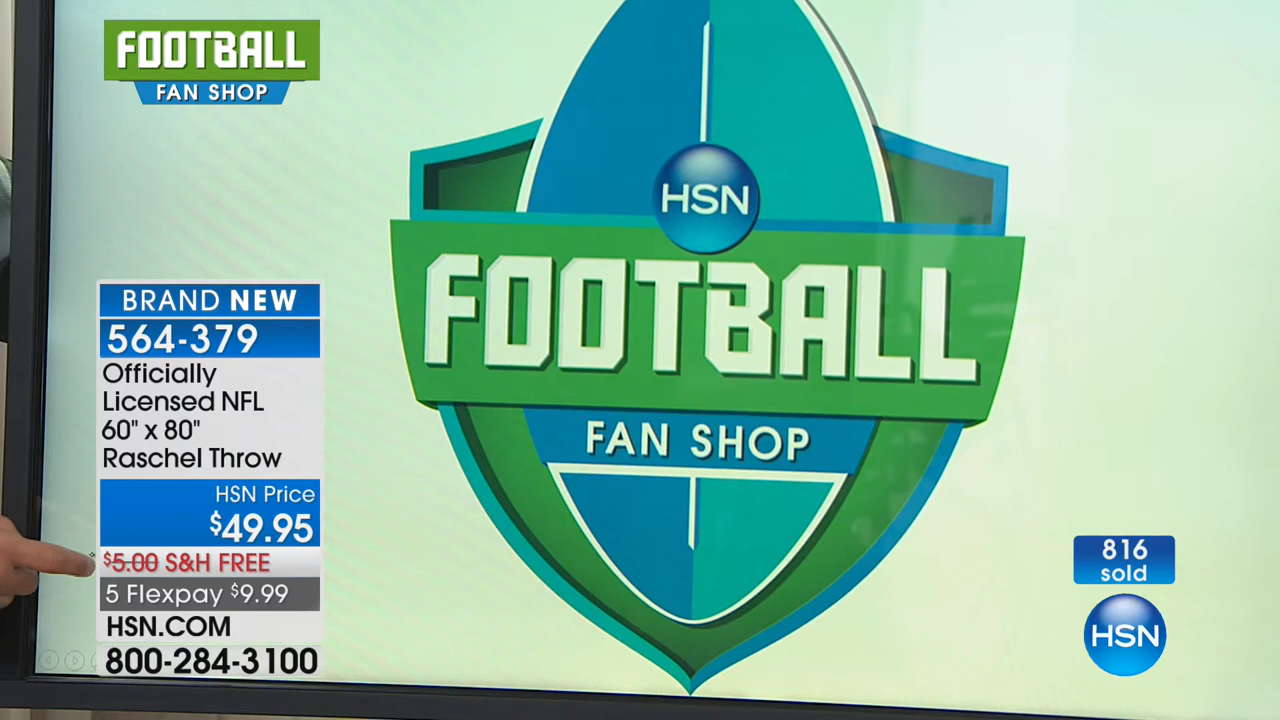 FOOTBALL
FAN SHOP
HSN
FOOTBALL
FAN SHOP
BRAND NEW
564-379
Officially
Licensed NFL
60" x 80"
Raschel Throw
HSN Price
$49.95
$5.00 S&H FREE
5 Flexpay $9.99
HSN.COM
800-284-3100
816
sold
HSN